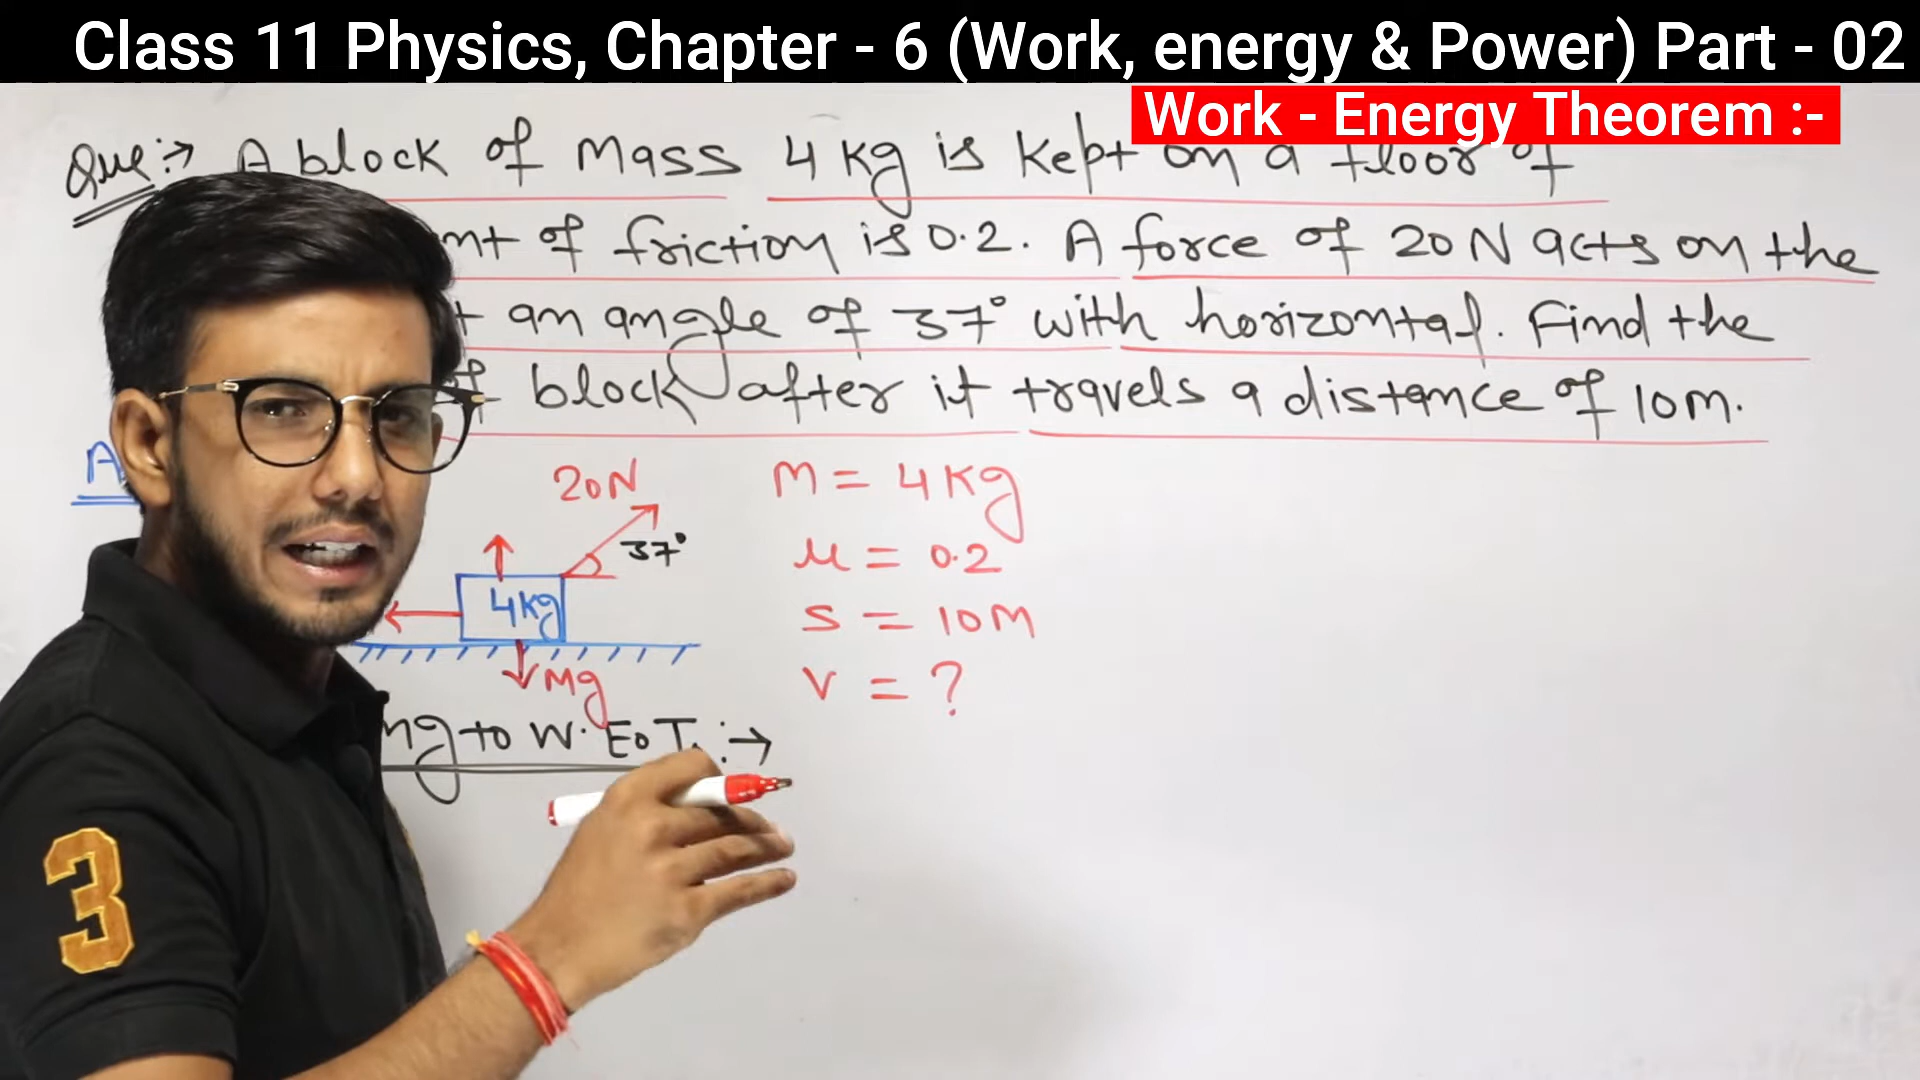 Class 11 Physics, Chapter - 6 (Work, energy & Power) Part - 02
Work - Energy Theorem :-
Que :→ A block of Mass 4 kg is kept on a floor of
of friction is 0.2. A force of 20 N acts on the
an angle of 37° with horizontal. Find the
block after it travels a distance of 10 m.
20N
37°
4kg
Mg
M = 4 kg
μ = 0.2
S = 10 M
V = ?
to W. E. T. :→
3